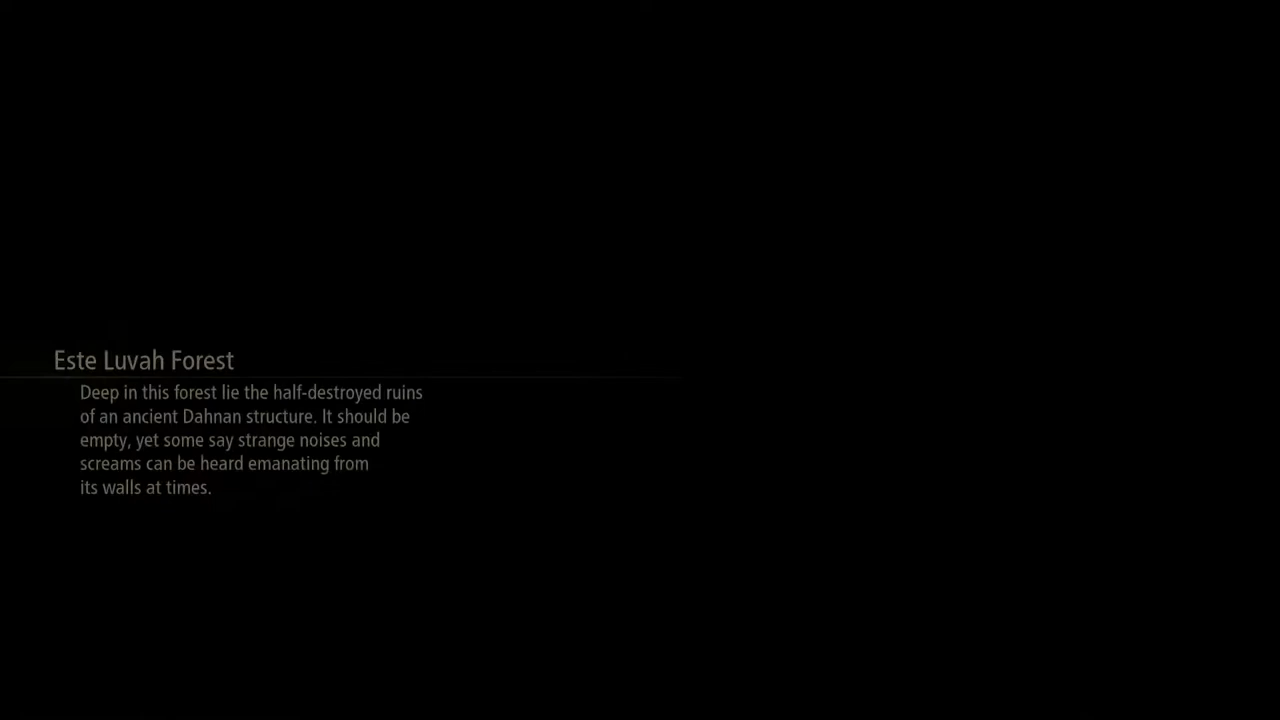 Este Luvah Forest
Deep in this forest lie the half-destroyed ruins
of an ancient Dahnan structure. It should be
empty, yet some say strange noises and
screams can be heard emanating from
its walls at times.